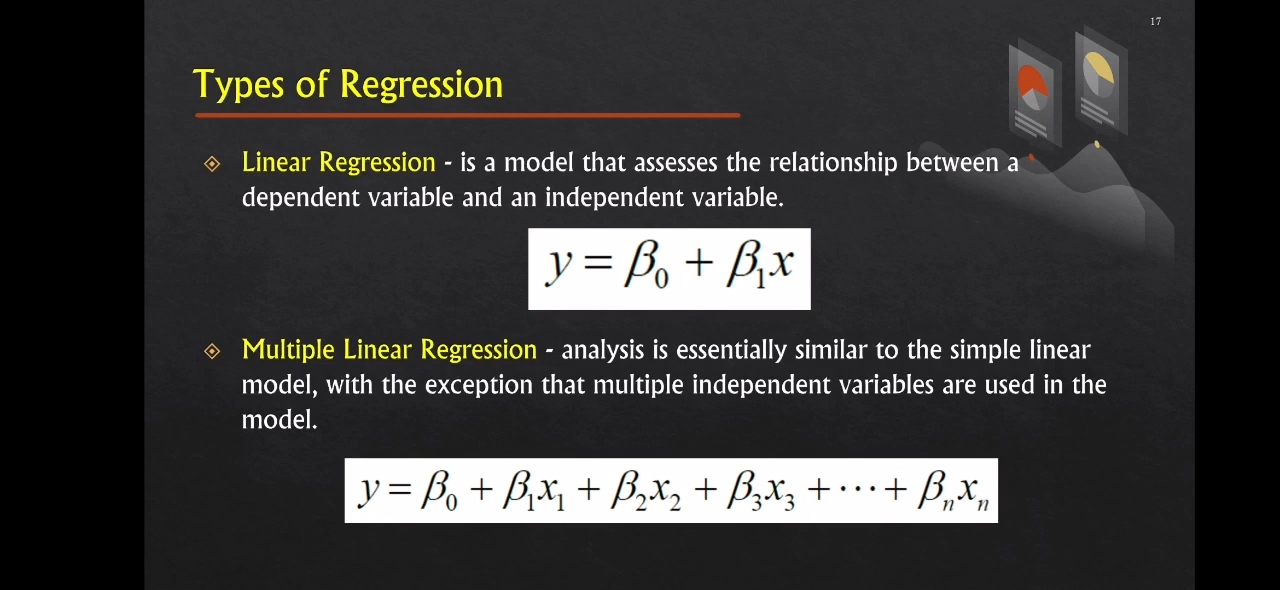 17
Types of Regression
Linear Regression - is a model that assesses the relationship between a
dependent variable and an independent variable.
y = β₀ + β₁x
Multiple Linear Regression - analysis is essentially similar to the simple linear
model, with the exception that multiple independent variables are used in the
model.
y = β₀ + β₁x₁ + β₂x₂ + β₃x₃ + ⋯ + βₙxₙ